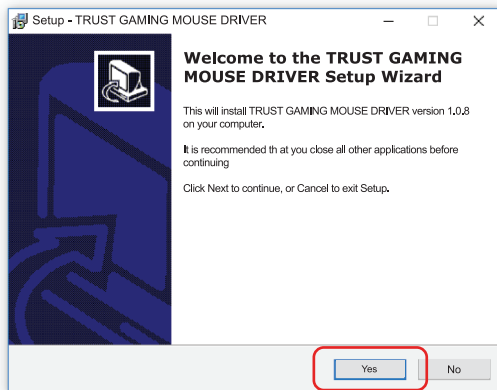 Setup - TRUST GAMING MOUSE DRIVER
Welcome to the TRUST GAMING
MOUSE DRIVER Setup Wizard
This will install TRUST GAMING MOUSE DRIVER version 1.0.8
on your computer.
It is recommended th at you close all other applications before
continuing
Click Next to continue, or Cancel to exit Setup.
Yes
No